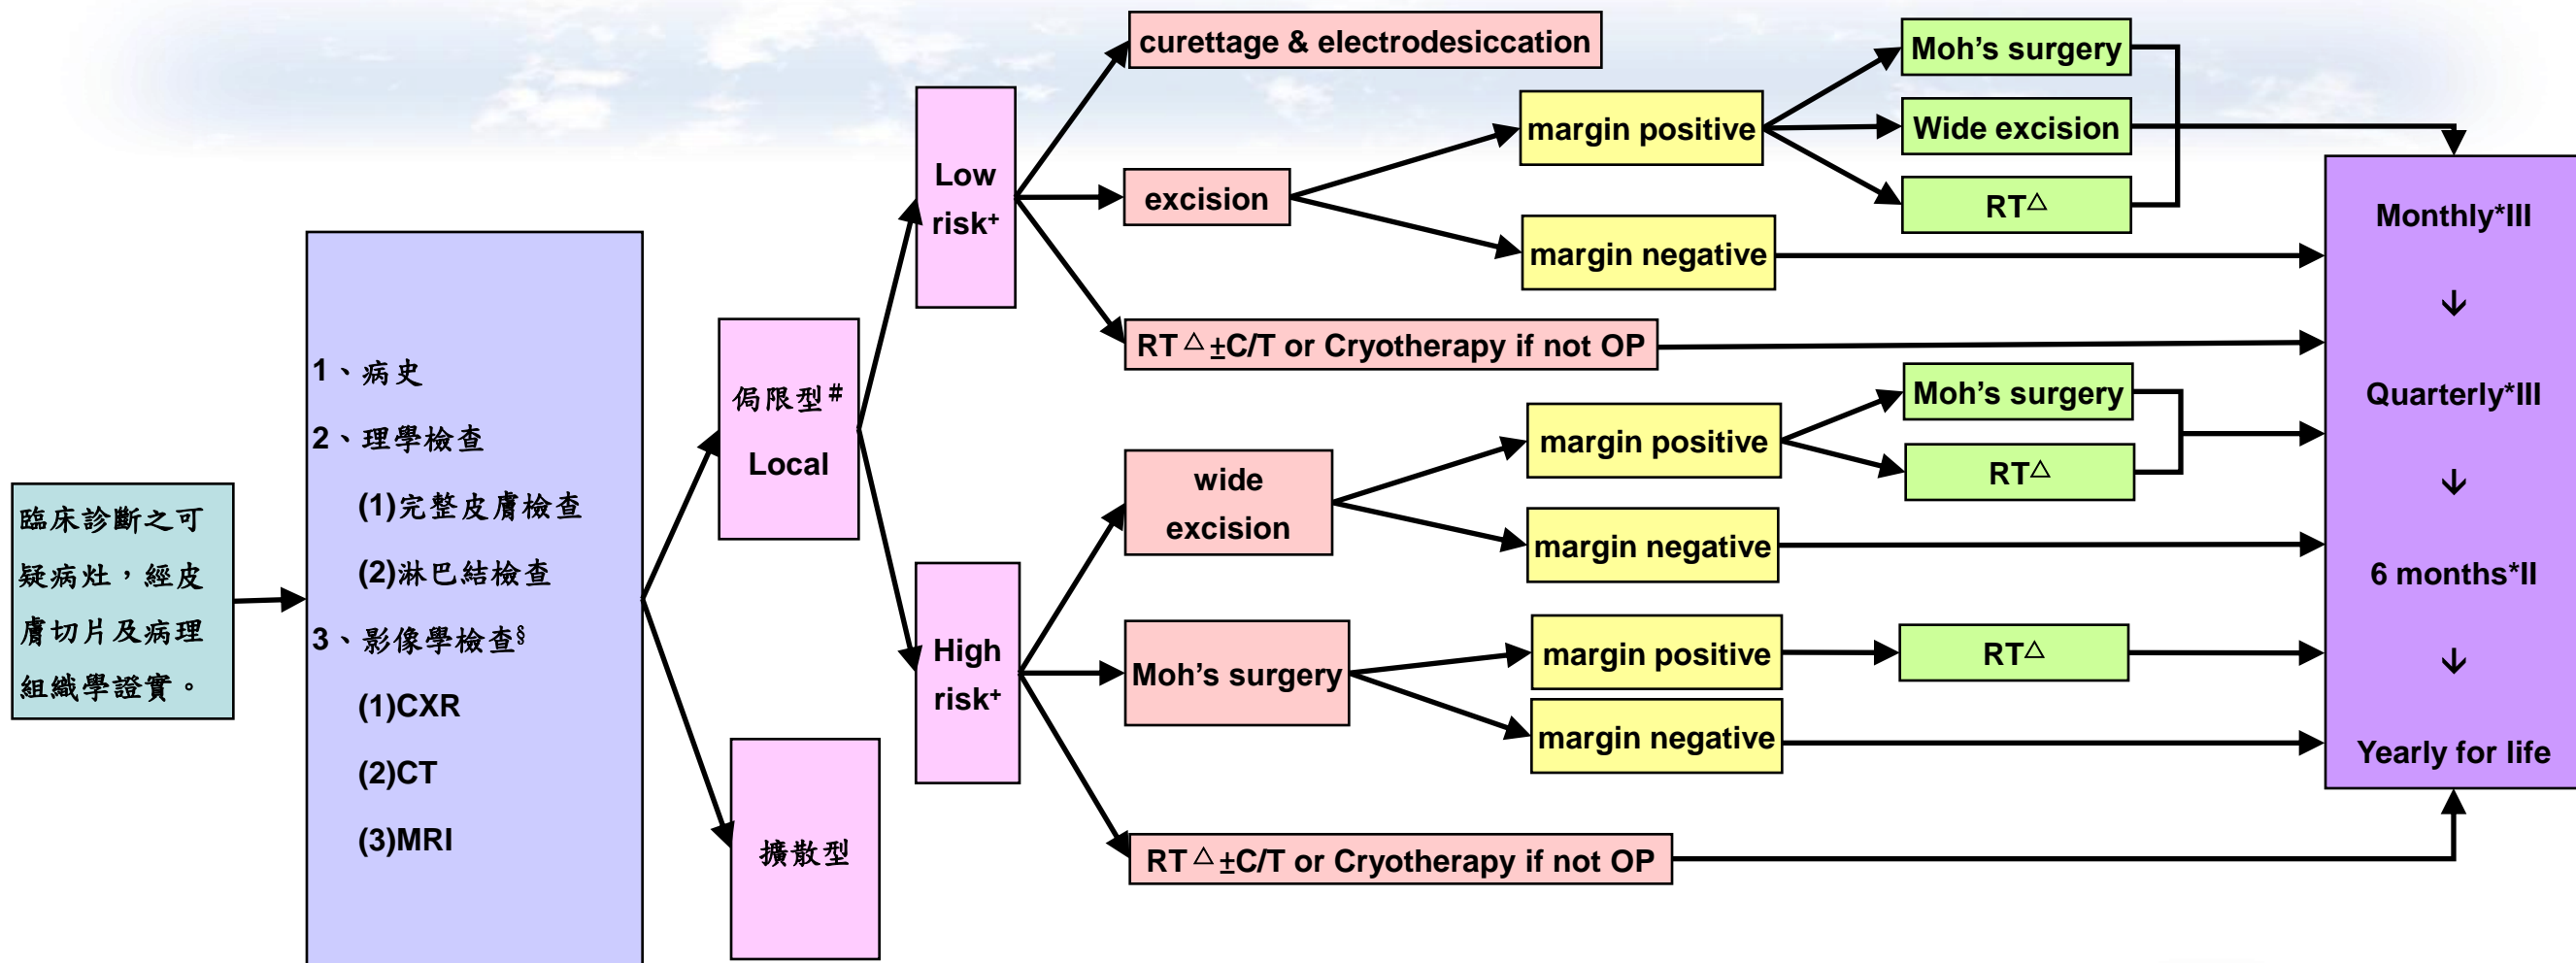 臨床診斷之可
疑病灶，經皮
膚切片及病理
組織學證實。
1、病史
2、理學檢查
(1)完整皮膚檢查
(2)淋巴結檢查
3、影像學檢查§
(1)CXR
(2)CT
(3)MRI
侷限型#
Local
擴散型
Low
risk+
High
risk+
curettage & electrodesiccation
excision
RT△±C/T or Cryotherapy if not OP
margin positive
margin negative
Moh's surgery
Wide excision
RT△
wide
excision
margin positive
margin negative
Moh's surgery
RT△
Moh's surgery
margin positive
margin negative
RT△
RT△±C/T or Cryotherapy if not OP
Monthly*III
↓
Quarterly*III
↓
6 months*II
↓
Yearly for life